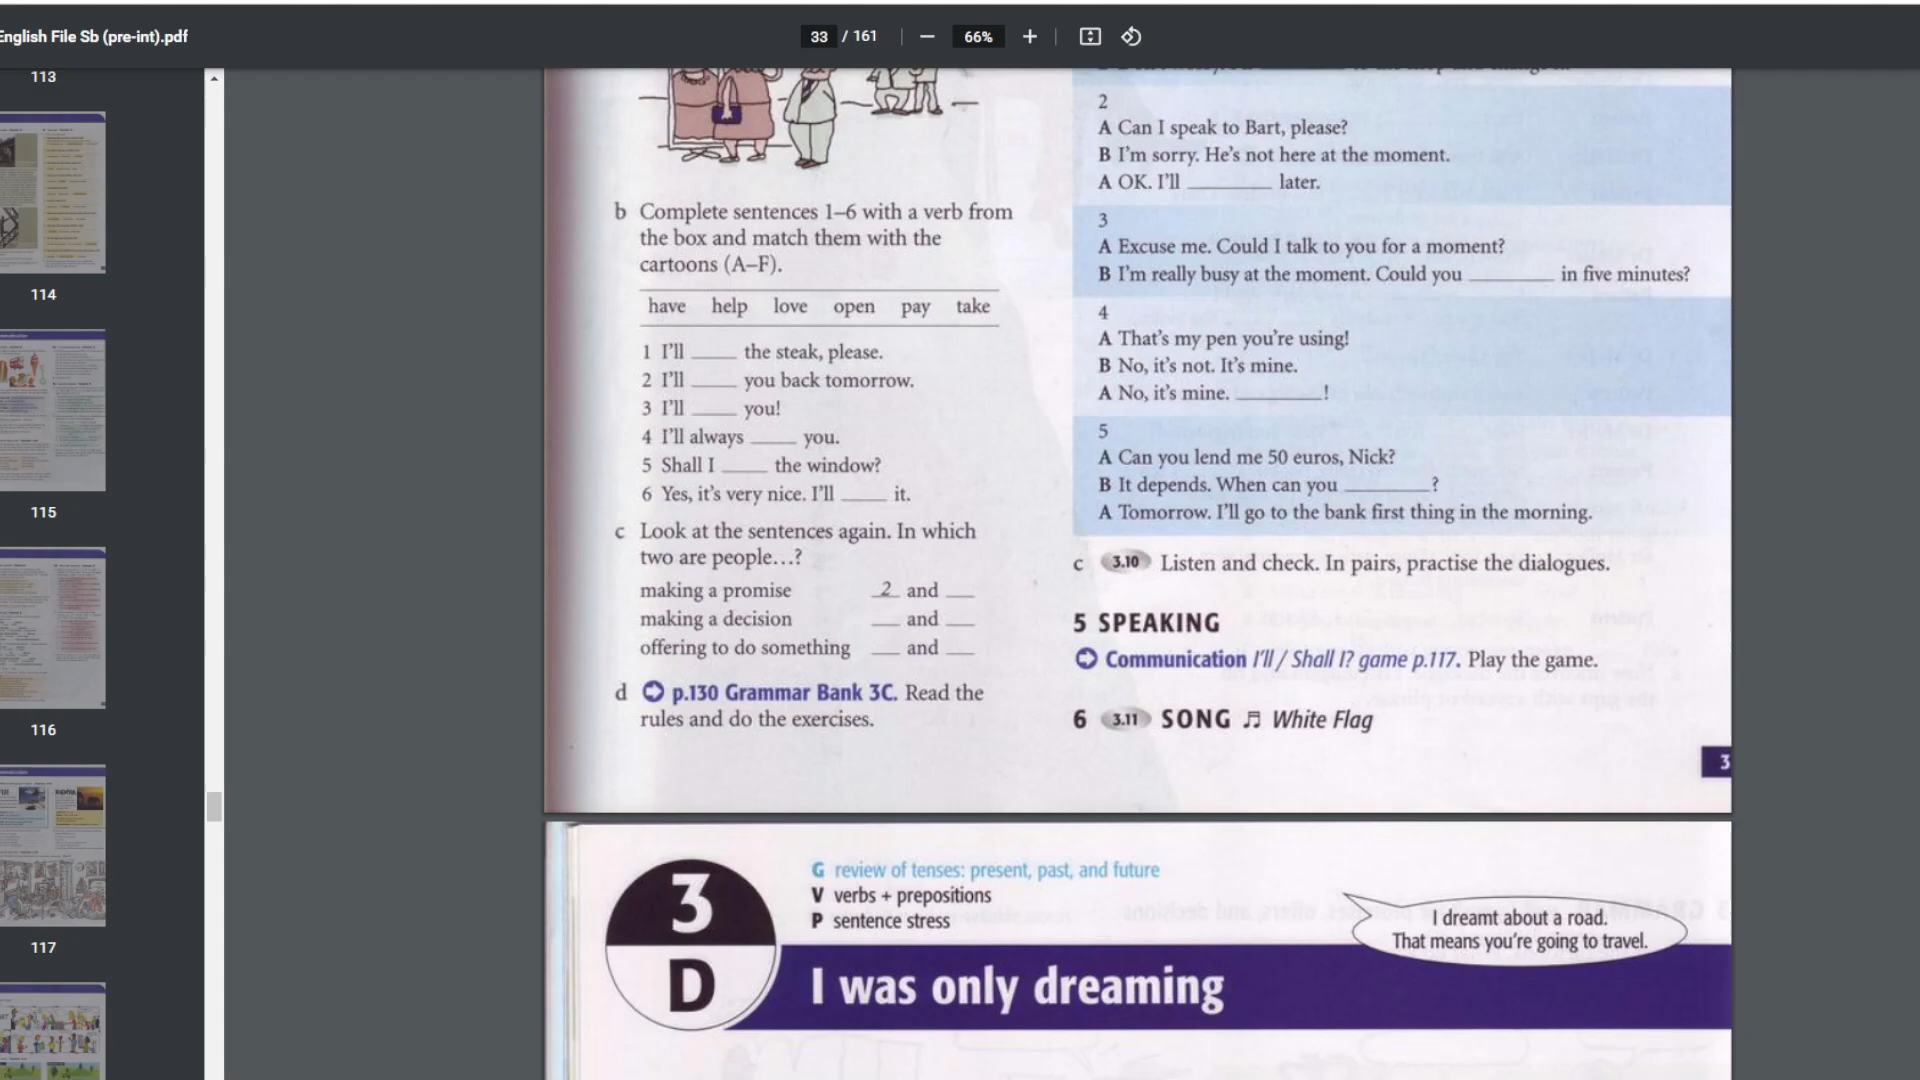 English File Sb (pre-int).pdf
33 / 161
66%
113
114
115
116
117
b Complete sentences 1–6 with a verb from
the box and match them with the
cartoons (A–F).
have help love open pay take
1 I'll ____ the steak, please.
2 I'll ____ you back tomorrow.
3 I'll ____ you!
4 I'll always ____ you.
5 Shall I ____ the window?
6 Yes, it's very nice. I'll ____ it.
c Look at the sentences again. In which
two are people…?
making a promise 2 and ___
making a decision ___ and ___
offering to do something ___ and ___
d p.130 Grammar Bank 3C. Read the
rules and do the exercises.
2
A Can I speak to Bart, please?
B I'm sorry. He's not here at the moment.
A OK. I'll ________ later.
3
A Excuse me. Could I talk to you for a moment?
B I'm really busy at the moment. Could you ________ in five minutes?
4
A That's my pen you're using!
B No, it's not. It's mine.
A No, it's mine. ________!
5
A Can you lend me 50 euros, Nick?
B It depends. When can you ________?
A Tomorrow. I'll go to the bank first thing in the morning.
c 3.10 Listen and check. In pairs, practise the dialogues.
5 SPEAKING
Communication I'll / Shall I? game p.117. Play the game.
6 3.11 SONG ♫ White Flag
3
3
D
G review of tenses: present, past, and future
V verbs + prepositions
P sentence stress
I dreamt about a road.
That means you're going to travel.
I was only dreaming